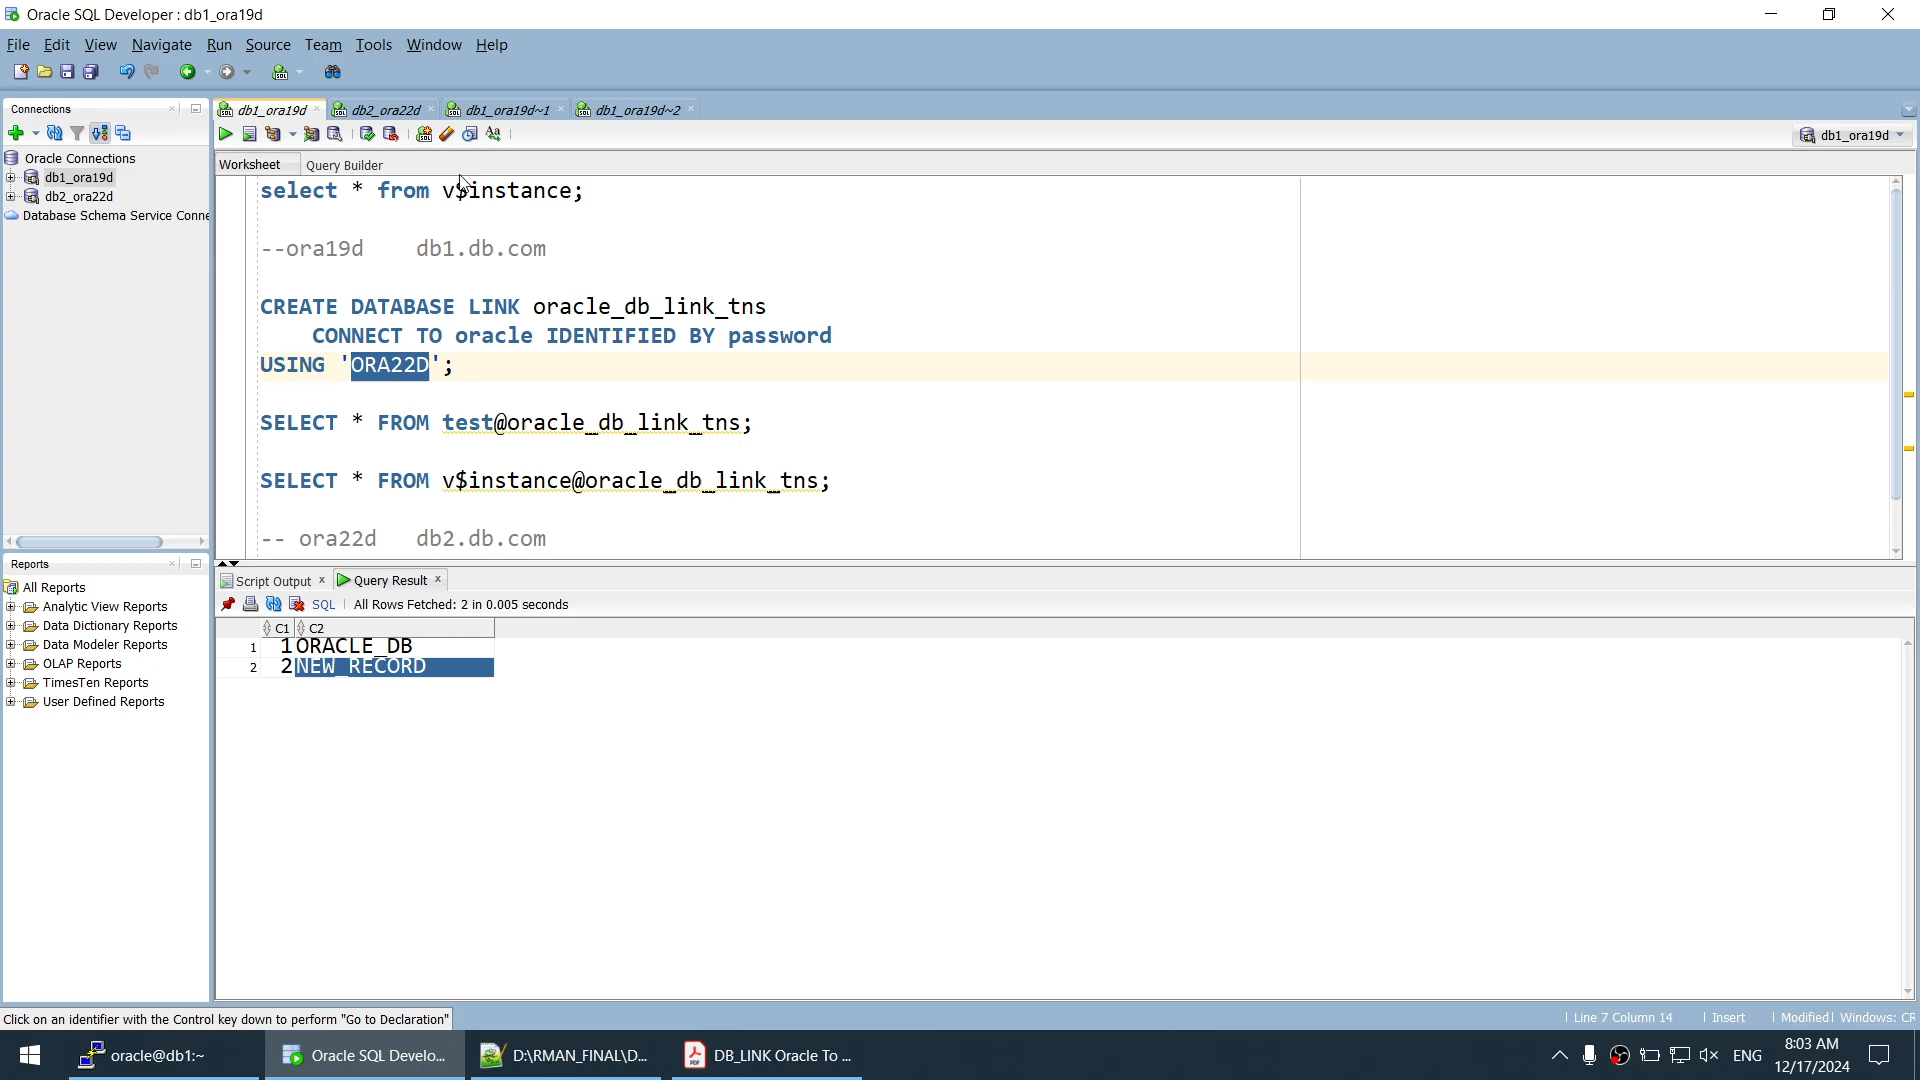 Oracle SQL Developer : db1_ora19d
File Edit View Navigate Run Source Team Tools Window Help
Connections
db1_ora19d
db2_ora22d
db1_ora19d~1
db1_ora19d~2
db1_ora19d
Worksheet Query Builder
Oracle Connections
db1_ora19d
db2_ora22d
Database Schema Service Conne
select * from v$instance;
--ora19d db1.db.com
CREATE DATABASE LINK oracle_db_link_tns
CONNECT TO oracle IDENTIFIED BY password
USING 'ORA22D';
SELECT * FROM test@oracle_db_link_tns;
SELECT * FROM v$instance@oracle_db_link_tns;
-- ora22d db2.db.com
Reports
All Reports
Analytic View Reports
Data Dictionary Reports
Data Modeler Reports
OLAP Reports
TimesTen Reports
User Defined Reports
Script Output Query Result
SQL All Rows Fetched: 2 in 0.005 seconds
C1 C2
1 1 ORACLE_DB
2 2 NEW_RECORD
Click on an identifier with the Control key down to perform "Go to Declaration"
Line 7 Column 14 Insert Modified Windows: CR
oracle@db1:~
Oracle SQL Develo...
D:\RMAN_FINAL\D...
DB_LINK Oracle To ...
ENG
8:03 AM
12/17/2024